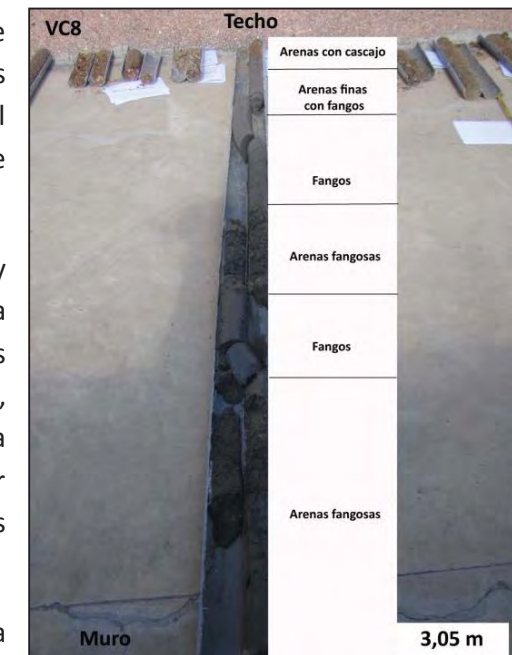 e
s
l
e
y
a
s
,
a
r
s
a
VC8
Techo
Arenas con cascajo
Arenas finas
con fangos
Fangos
Arenas fangosas
Fangos
Arenas fangosas
Muro
3,05 m